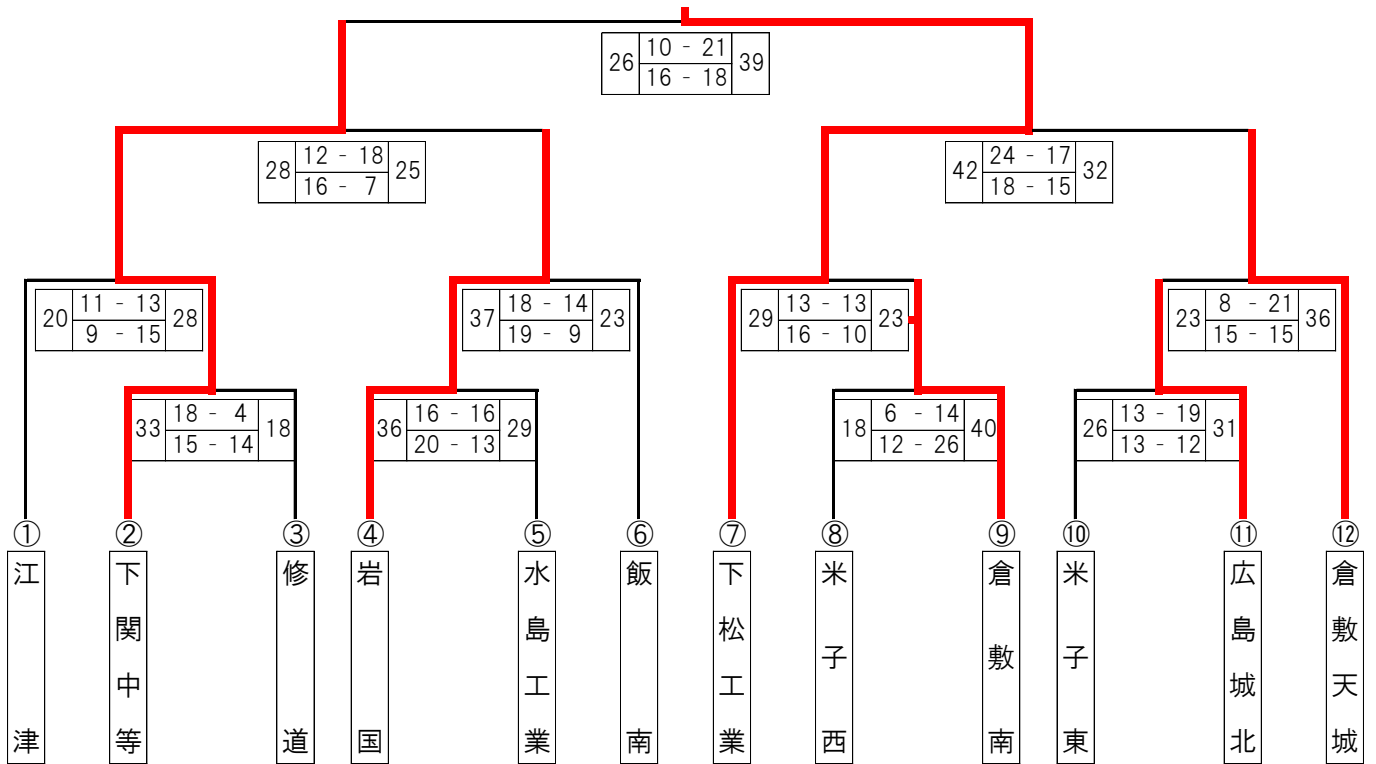 26 10 - 21 39
16 - 18
28 12 - 18 25
16 - 7
42 24 - 17 32
18 - 15
20 11 - 13 28
9 - 15
37 18 - 14 23
19 - 9
29 13 - 13 23
16 - 10
23 8 - 21 36
15 - 15
33 18 - 4 18
15 - 14
36 16 - 16 29
20 - 13
18 6 - 14 40
12 - 26
26 13 - 19 31
13 - 12
① ② ③ ④ ⑤ ⑥ ⑦ ⑧ ⑨ ⑩ ⑪ ⑫
江津
下関中等
修道
岩国
水島工業
飯南
下松工業
米子西
倉敷南
米子東
広島城北
倉敷天城